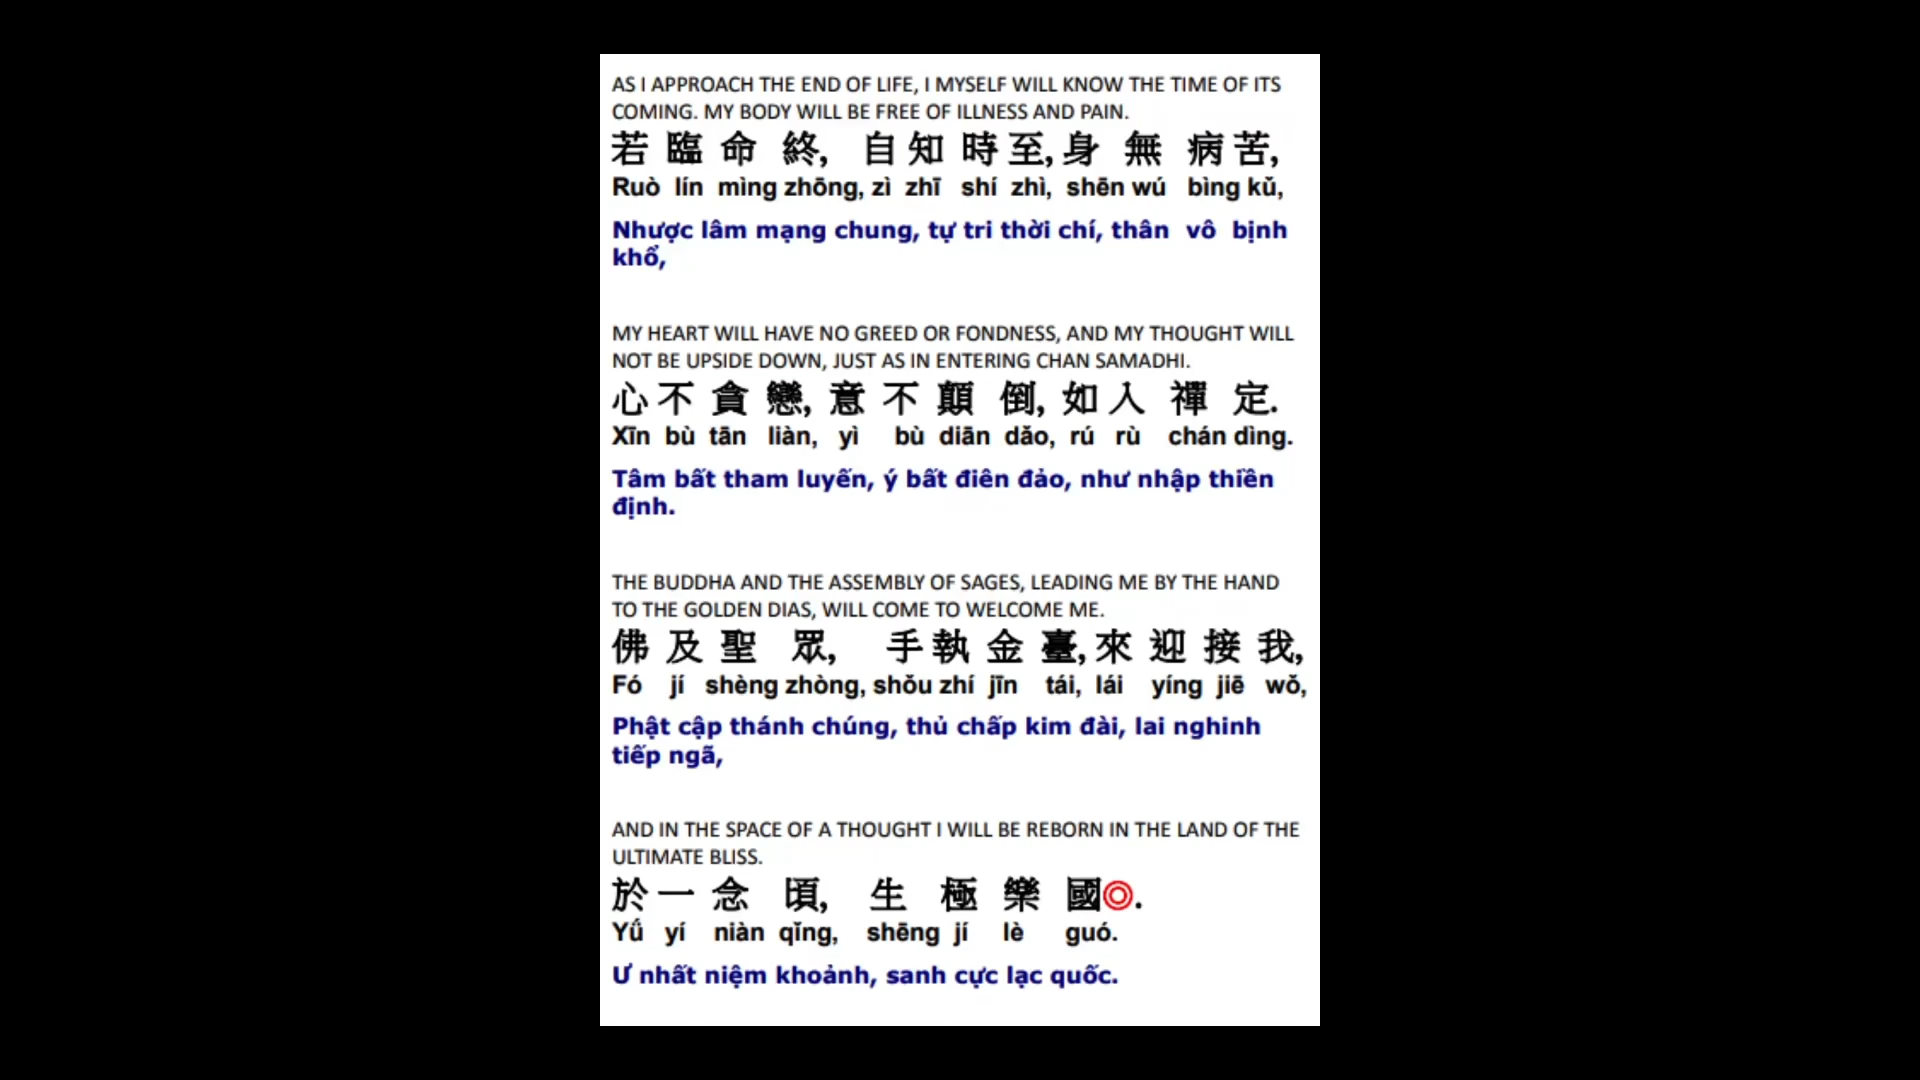 AS I APPROACH THE END OF LIFE, I MYSELF WILL KNOW THE TIME OF ITS
COMING. MY BODY WILL BE FREE OF ILLNESS AND PAIN.
若 臨 命 終, 自 知 時 至, 身 無 病 苦,
Ruò lín mìng zhōng, zì zhī shí zhì, shēn wú bìng kǔ,
Nhược lâm mạng chung, tự tri thời chí, thân vô bịnh
khổ,
MY HEART WILL HAVE NO GREED OR FONDNESS, AND MY THOUGHT WILL
NOT BE UPSIDE DOWN, JUST AS IN ENTERING CHAN SAMADHI.
心 不 貪 戀, 意 不 顛 倒, 如 入 禪 定.
Xīn bù tān liàn, yì bù diān dǎo, rú rù chán dìng.
Tâm bất tham luyến, ý bất điên đảo, như nhập thiền
định.
THE BUDDHA AND THE ASSEMBLY OF SAGES, LEADING ME BY THE HAND
TO THE GOLDEN DIAS, WILL COME TO WELCOME ME.
佛 及 聖 眾, 手 執 金 臺, 來 迎 接 我,
Fó jí shèng zhòng, shǒu zhí jīn tái, lái yíng jiē wǒ,
Phật cập thánh chúng, thủ chấp kim đài, lai nghinh
tiếp ngã,
AND IN THE SPACE OF A THOUGHT I WILL BE REBORN IN THE LAND OF THE
ULTIMATE BLISS.
於 一 念 頃, 生 極 樂 國◎.
Yǘ yí niàn qǐng, shēng jí lè guó.
Ư nhất niệm khoảnh, sanh cực lạc quốc.